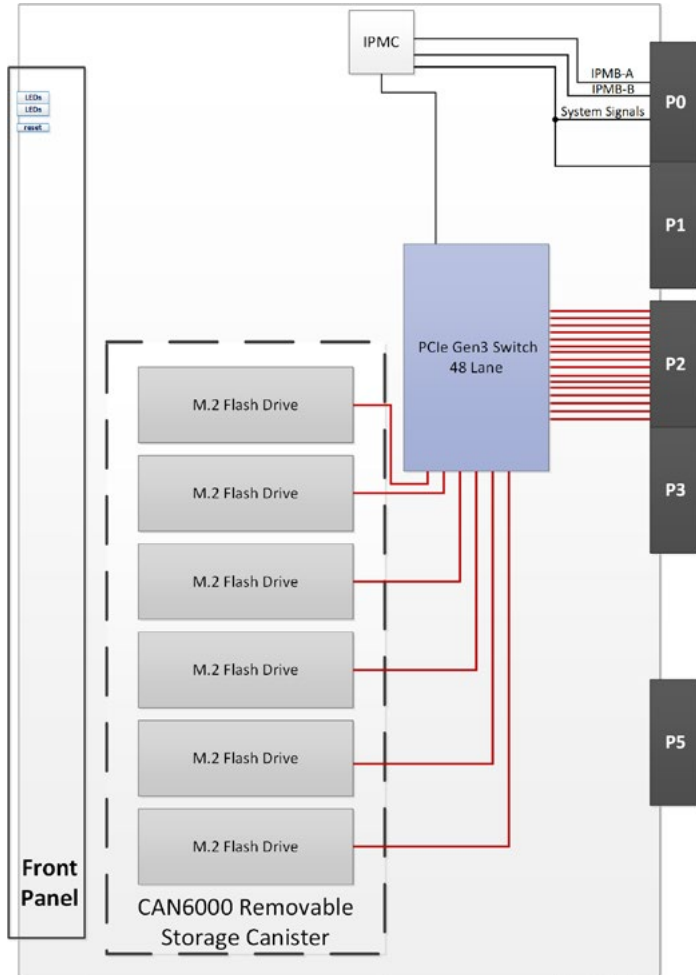 IPMC
IPMB-A
IPMB-B
System Signals
P0
P1
LEDs
LEDs
reset
PCIe Gen3 Switch
48 Lane
P2
P3
P5
M.2 Flash Drive
M.2 Flash Drive
M.2 Flash Drive
M.2 Flash Drive
M.2 Flash Drive
M.2 Flash Drive
Front
Panel
CAN6000 Removable
Storage Canister